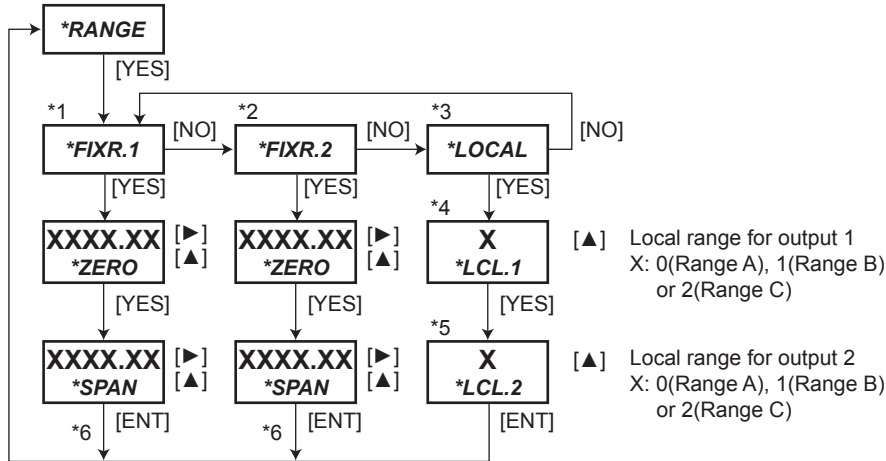 *RANGE
[YES]
*1
*2
*3
*FIXR.1
[NO]
*FIXR.2
[NO]
*LOCAL
[NO]
[YES]
[YES]
[YES]
*4
XXXX.XX
*ZERO
[►]
[▲]
XXXX.XX
*ZERO
[►]
[▲]
X
*LCL.1
[▲] Local range for output 1
X: 0(Range A), 1(Range B)
or 2(Range C)
[YES]
[YES]
[YES]
*5
XXXX.XX
*SPAN
[►]
[▲]
XXXX.XX
*SPAN
[►]
[▲]
X
*LCL.2
[▲] Local range for output 2
X: 0(Range A), 1(Range B)
or 2(Range C)
*6
[ENT]
*6
[ENT]
[ENT]